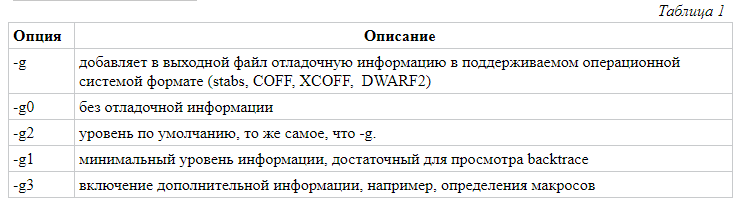 Таблица 1
Опция Описание
-g добавляет в выходной файл отладочную информацию в поддерживаемом операционной
системой формате (stabs, COFF, XCOFF, DWARF2)
-g0 без отладочной информации
-g2 уровень по умолчанию, то же самое, что -g.
-g1 минимальный уровень информации, достаточный для просмотра backtrace
-g3 включение дополнительной информации, например, определения макросов